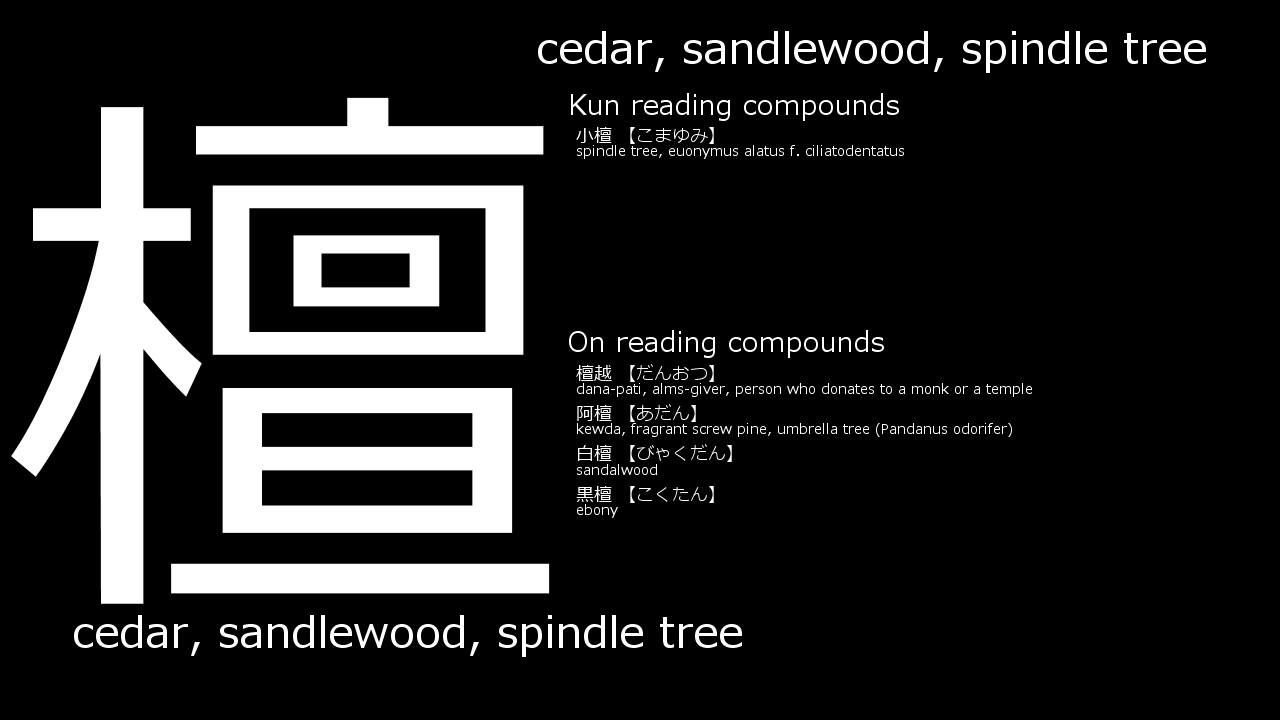 cedar, sandlewood, spindle tree
檀
Kun reading compounds
小檀 【こまゆみ】
spindle tree, euonymus alatus f. ciliatodentatus
On reading compounds
檀越 【だんおつ】
dana-pati, alms-giver, person who donates to a monk or a temple
阿檀 【あだん】
kewda, fragrant screw pine, umbrella tree (Pandanus odorifer)
白檀 【びゃくだん】
sandalwood
黒檀 【こくたん】
ebony
cedar, sandlewood, spindle tree